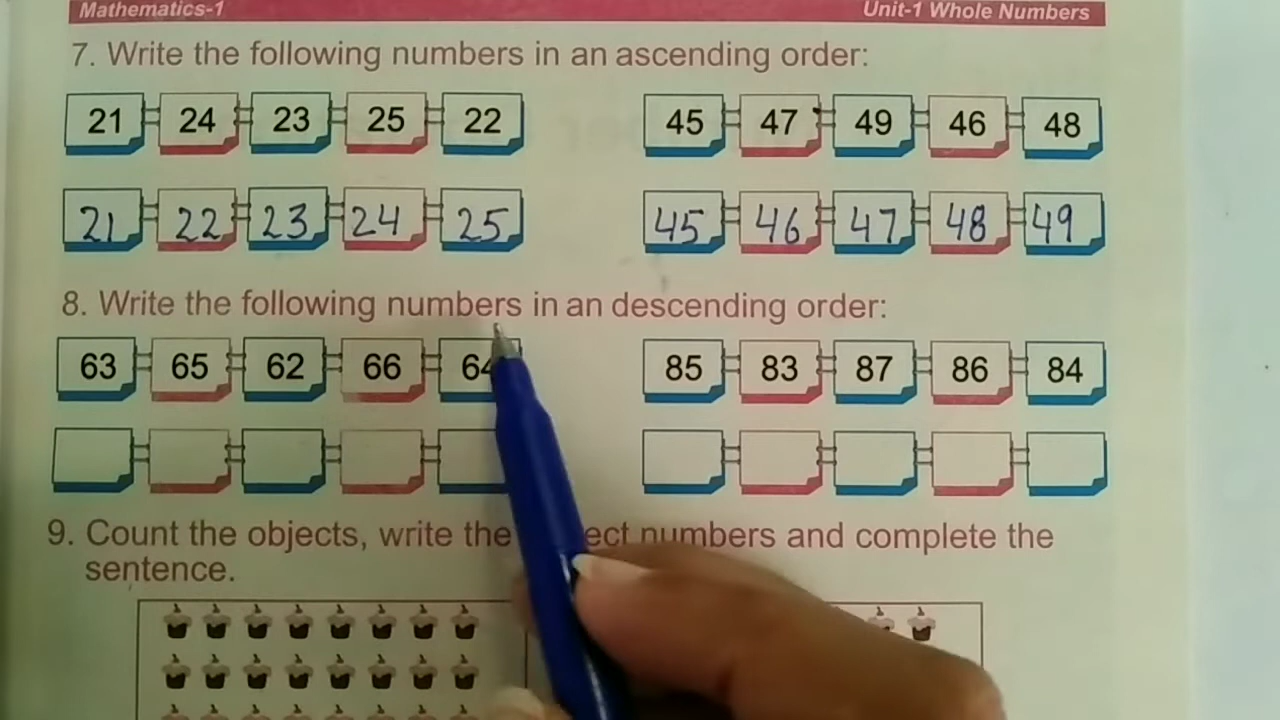 Mathematics-1 Unit-1 Whole Numbers
7. Write the following numbers in an ascending order:
21 24 23 25 22 45 47 49 46 48
21 22 23 24 25 45 46 47 48 49
8. Write the following numbers in an descending order:
63 65 62 66 64 85 83 87 86 84
9. Count the objects, write the numbers and complete the
sentence.